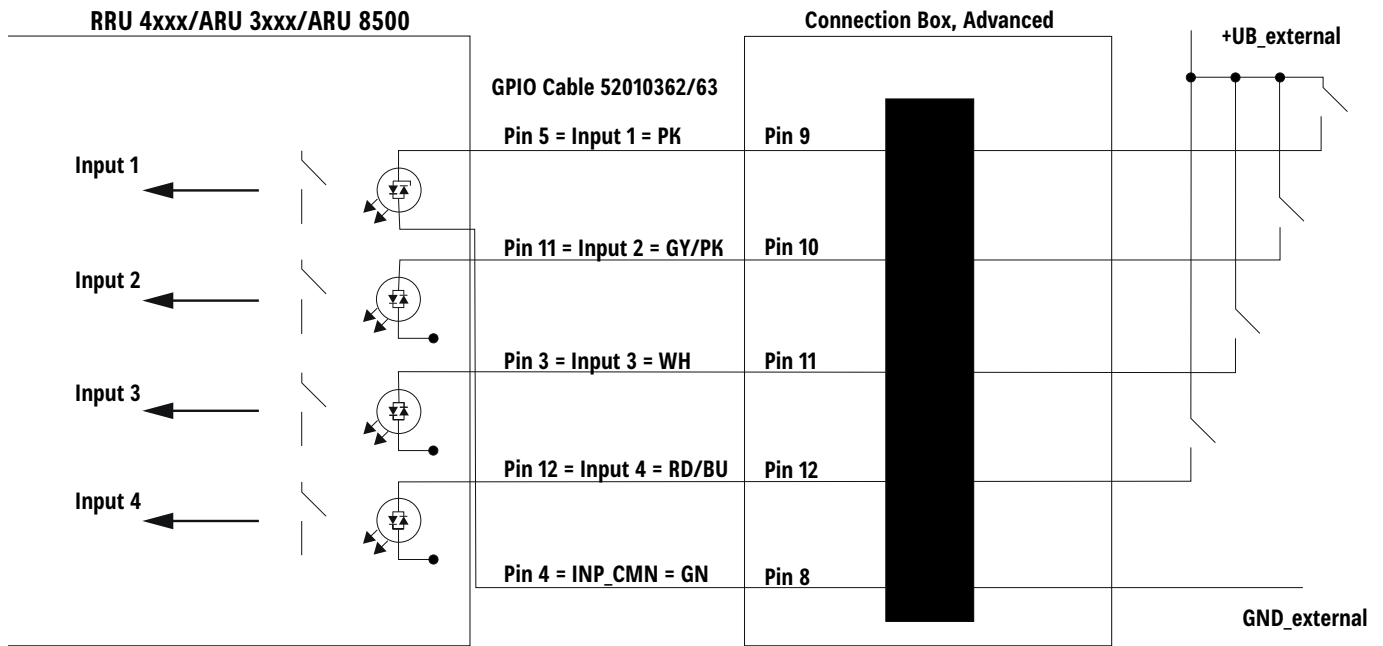 RRU 4xxx/ARU 3xxx/ARU 8500
Connection Box, Advanced
+UB_external
GPIO Cable 52010362/63
Pin 5 = Input 1 = PK
Pin 9
Input 1
Pin 11 = Input 2 = GY/PK
Pin 10
Input 2
Pin 3 = Input 3 = WH
Pin 11
Input 3
Pin 12 = Input 4 = RD/BU
Pin 12
Input 4
Pin 4 = INP_CMN = GN
Pin 8
GND_external